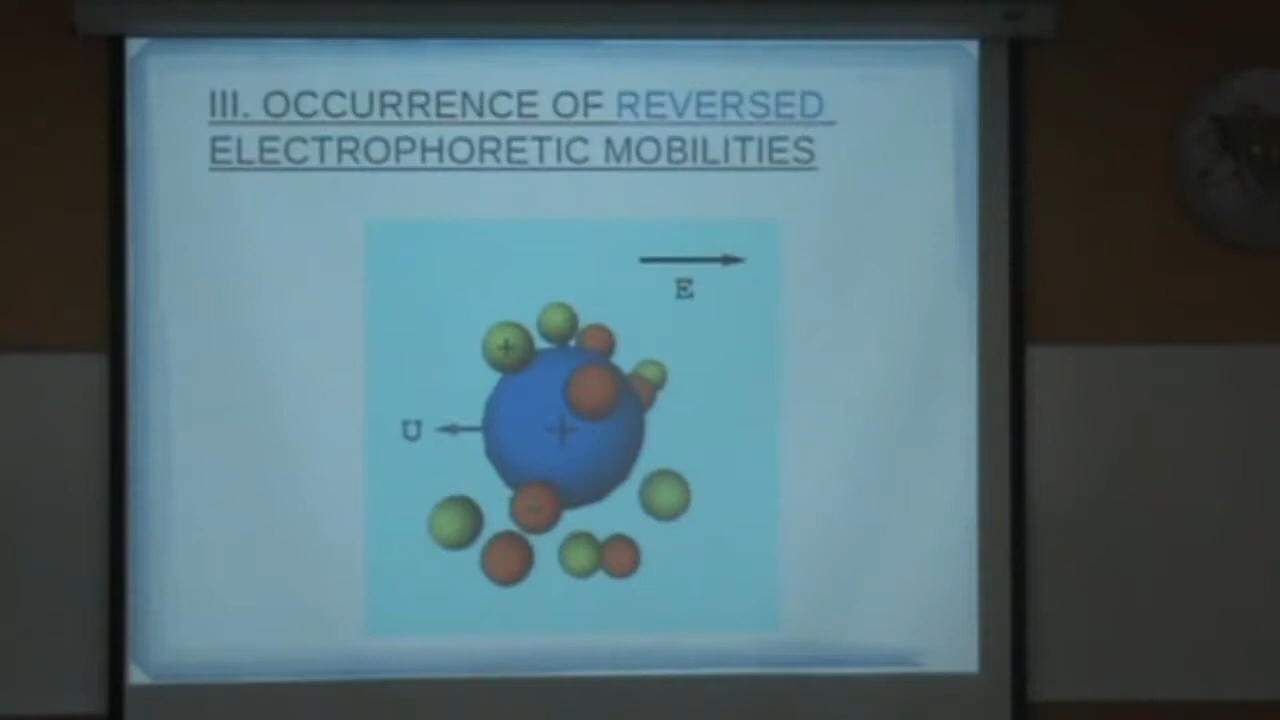 III. OCCURRENCE OF REVERSED
ELECTROPHORETIC MOBILITIES
E
+
U
+
-